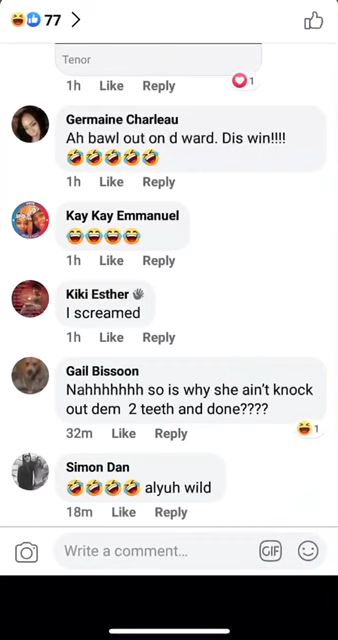 77
Tenor
1h Like Reply 1
Germaine Charleau
Ah bawl out on d ward. Dis win!!!!
🤣🤣🤣🤣🤣
1h Like Reply
Kay Kay Emmanuel
😂😂😂😂
1h Like Reply
Kiki Esther
I screamed
1h Like Reply
Gail Bissoon
Nahhhhhhh so is why she ain't knock
out dem 2 teeth and done????
32m Like Reply 1
Simon Dan
🤣🤣🤣🤣 alyuh wild
18m Like Reply
Write a comment...
GIF